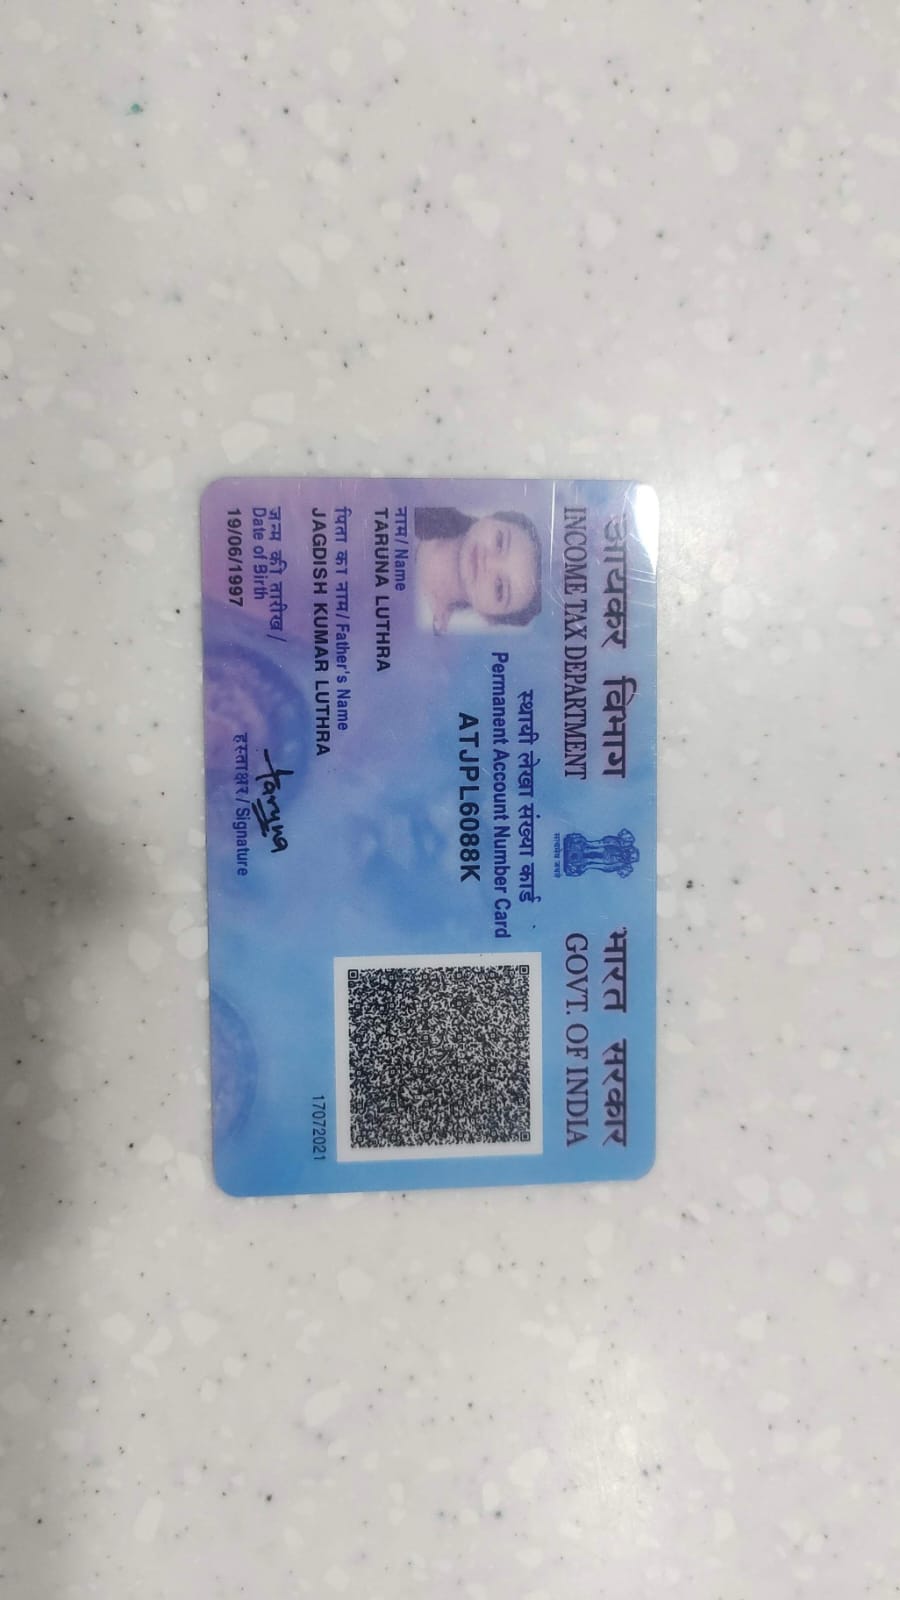 आयकर विभाग
INCOME TAX DEPARTMENT
भारत सरकार
GOVT. OF INDIA
सत्यमेव जयते
स्थायी लेखा संख्या कार्ड
Permanent Account Number Card
ATJPL6088K
नाम/ Name
TARUNA LUTHRA
पिता का नाम/ Father's Name
JAGDISH KUMAR LUTHRA
जन्म की तारीख /
Date of Birth
19/06/1997
taruna
हस्ताक्षर / Signature
17072021